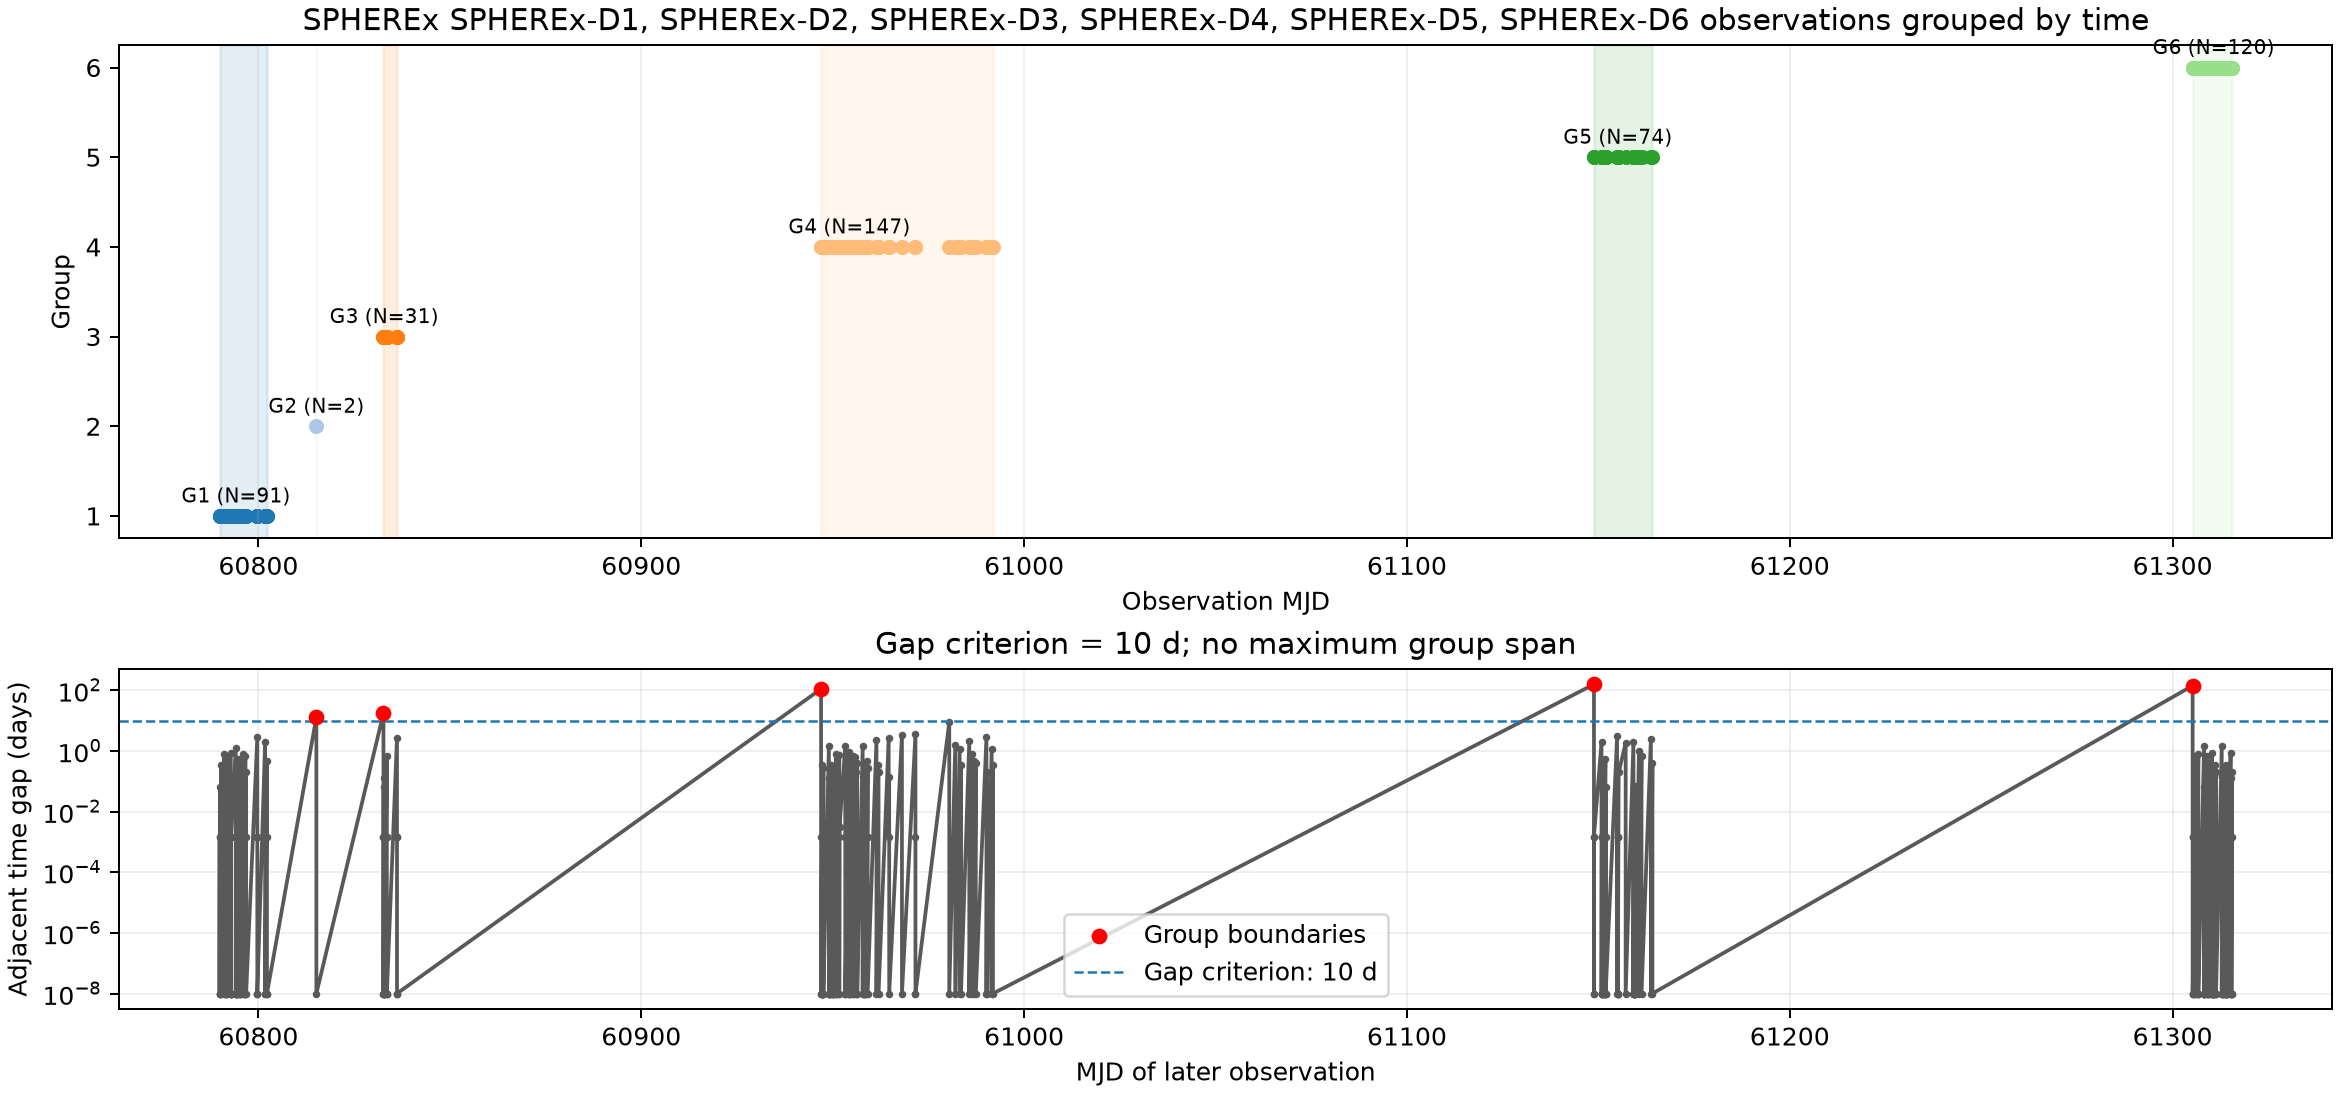 SPHEREx SPHEREx-D1, SPHEREx-D2, SPHEREx-D3, SPHEREx-D4, SPHEREx-D5, SPHEREx-D6 observations grouped by time
Group
6
5
4
3
2
1
G6 (N=120)
G5 (N=74)
G4 (N=147)
G3 (N=31)
G2 (N=2)
G1 (N=91)
60800 60900 61000 61100 61200 61300
Observation MJD
Gap criterion = 10 d; no maximum group span
Adjacent time gap (days)
10²
10⁰
10⁻²
10⁻⁴
10⁻⁶
10⁻⁸
Group boundaries
Gap criterion: 10 d
60800 60900 61000 61100 61200 61300
MJD of later observation